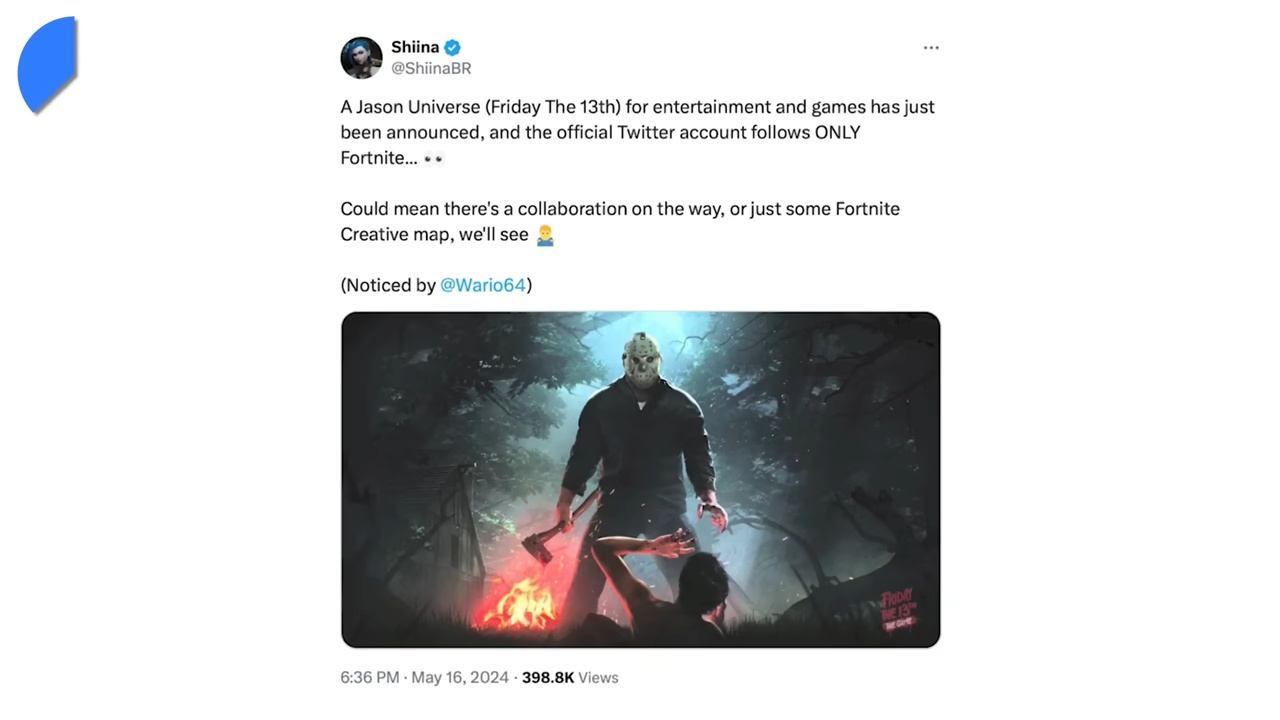 Shiina
@ShiinaBR
A Jason Universe (Friday The 13th) for entertainment and games has just
been announced, and the official Twitter account follows ONLY
Fortnite... 👀
Could mean there's a collaboration on the way, or just some Fortnite
Creative map, we'll see 🤷‍♂️
(Noticed by @Wario64)
FRIDAY
THE 13TH
THE GAME
6:36 PM · May 16, 2024 · 398.8K Views